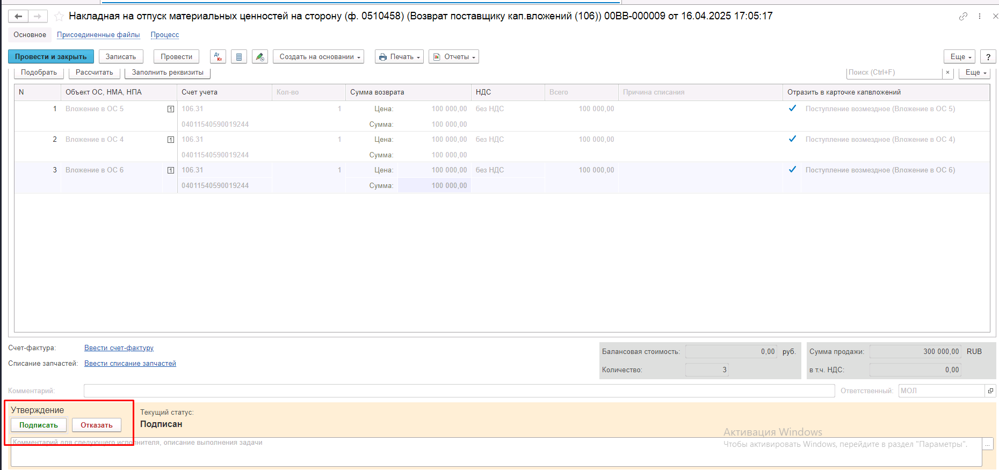 Накладная на отпуск материальных ценностей на сторону (ф. 0510458) (Возврат поставщику кап.вложений (106)) 00ВВ-000009 от 16.04.2025 17:05:17
Основное Присоединенные файлы Процесс
Провести и закрыть Записать Провести Дт Кт Создать на основании Печать Отчеты Еще ?
Подобрать Рассчитать Заполнить реквизиты Поиск (Ctrl+F) × Еще
N Объект ОС, НМА, НПА Счет учета Кол-во Сумма возврата НДС Всего Причина списания Отразить в карточке капвложений
1 Вложение в ОС 5 1 106.31 1 Цена: 100 000,00 без НДС 100 000,00 Поступление возмездное (Вложение в ОС 5)
04011540590019244 Сумма: 100 000,00
2 Вложение в ОС 4 1 106.31 1 Цена: 100 000,00 без НДС 100 000,00 Поступление возмездное (Вложение в ОС 4)
04011540590019244 Сумма: 100 000,00
3 Вложение в ОС 6 1 106.31 1 Цена: 100 000,00 без НДС 100 000,00 Поступление возмездное (Вложение в ОС 6)
04011540590019244 Сумма: 100 000,00
Счет-фактура: Ввести счет-фактуру Балансовая стоимость: 0,00 руб. Сумма продажи: 300 000,00 RUB
Списание запчастей: Ввести списание запчастей Количество: 3 в т.ч. НДС: 0,00
Комментарий: Ответственный: МОЛ
Утверждение Текущий статус:
Подписать Отказать Подписан
Активация Windows
Комментарий для следующего исполнителя, описание выполнения задачи
Чтобы активировать Windows, перейдите в раздел "Параметры". ...